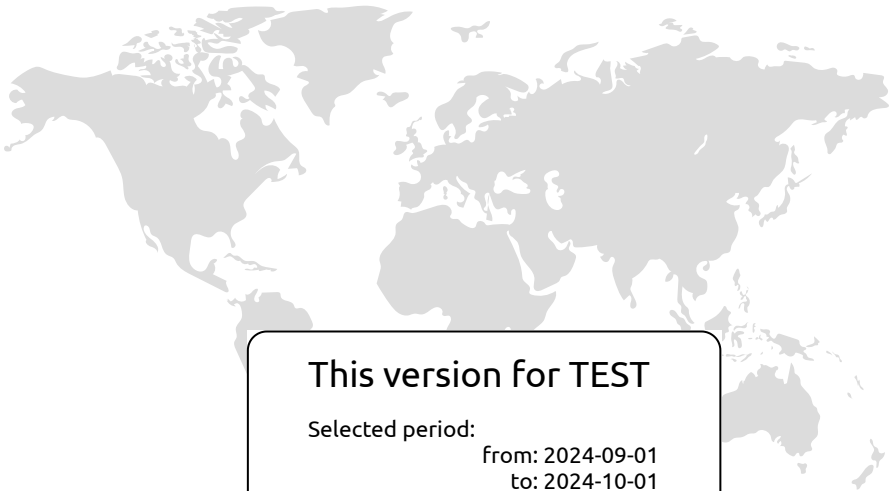 This version for TEST
Selected period:
from: 2024-09-01
to: 2024-10-01